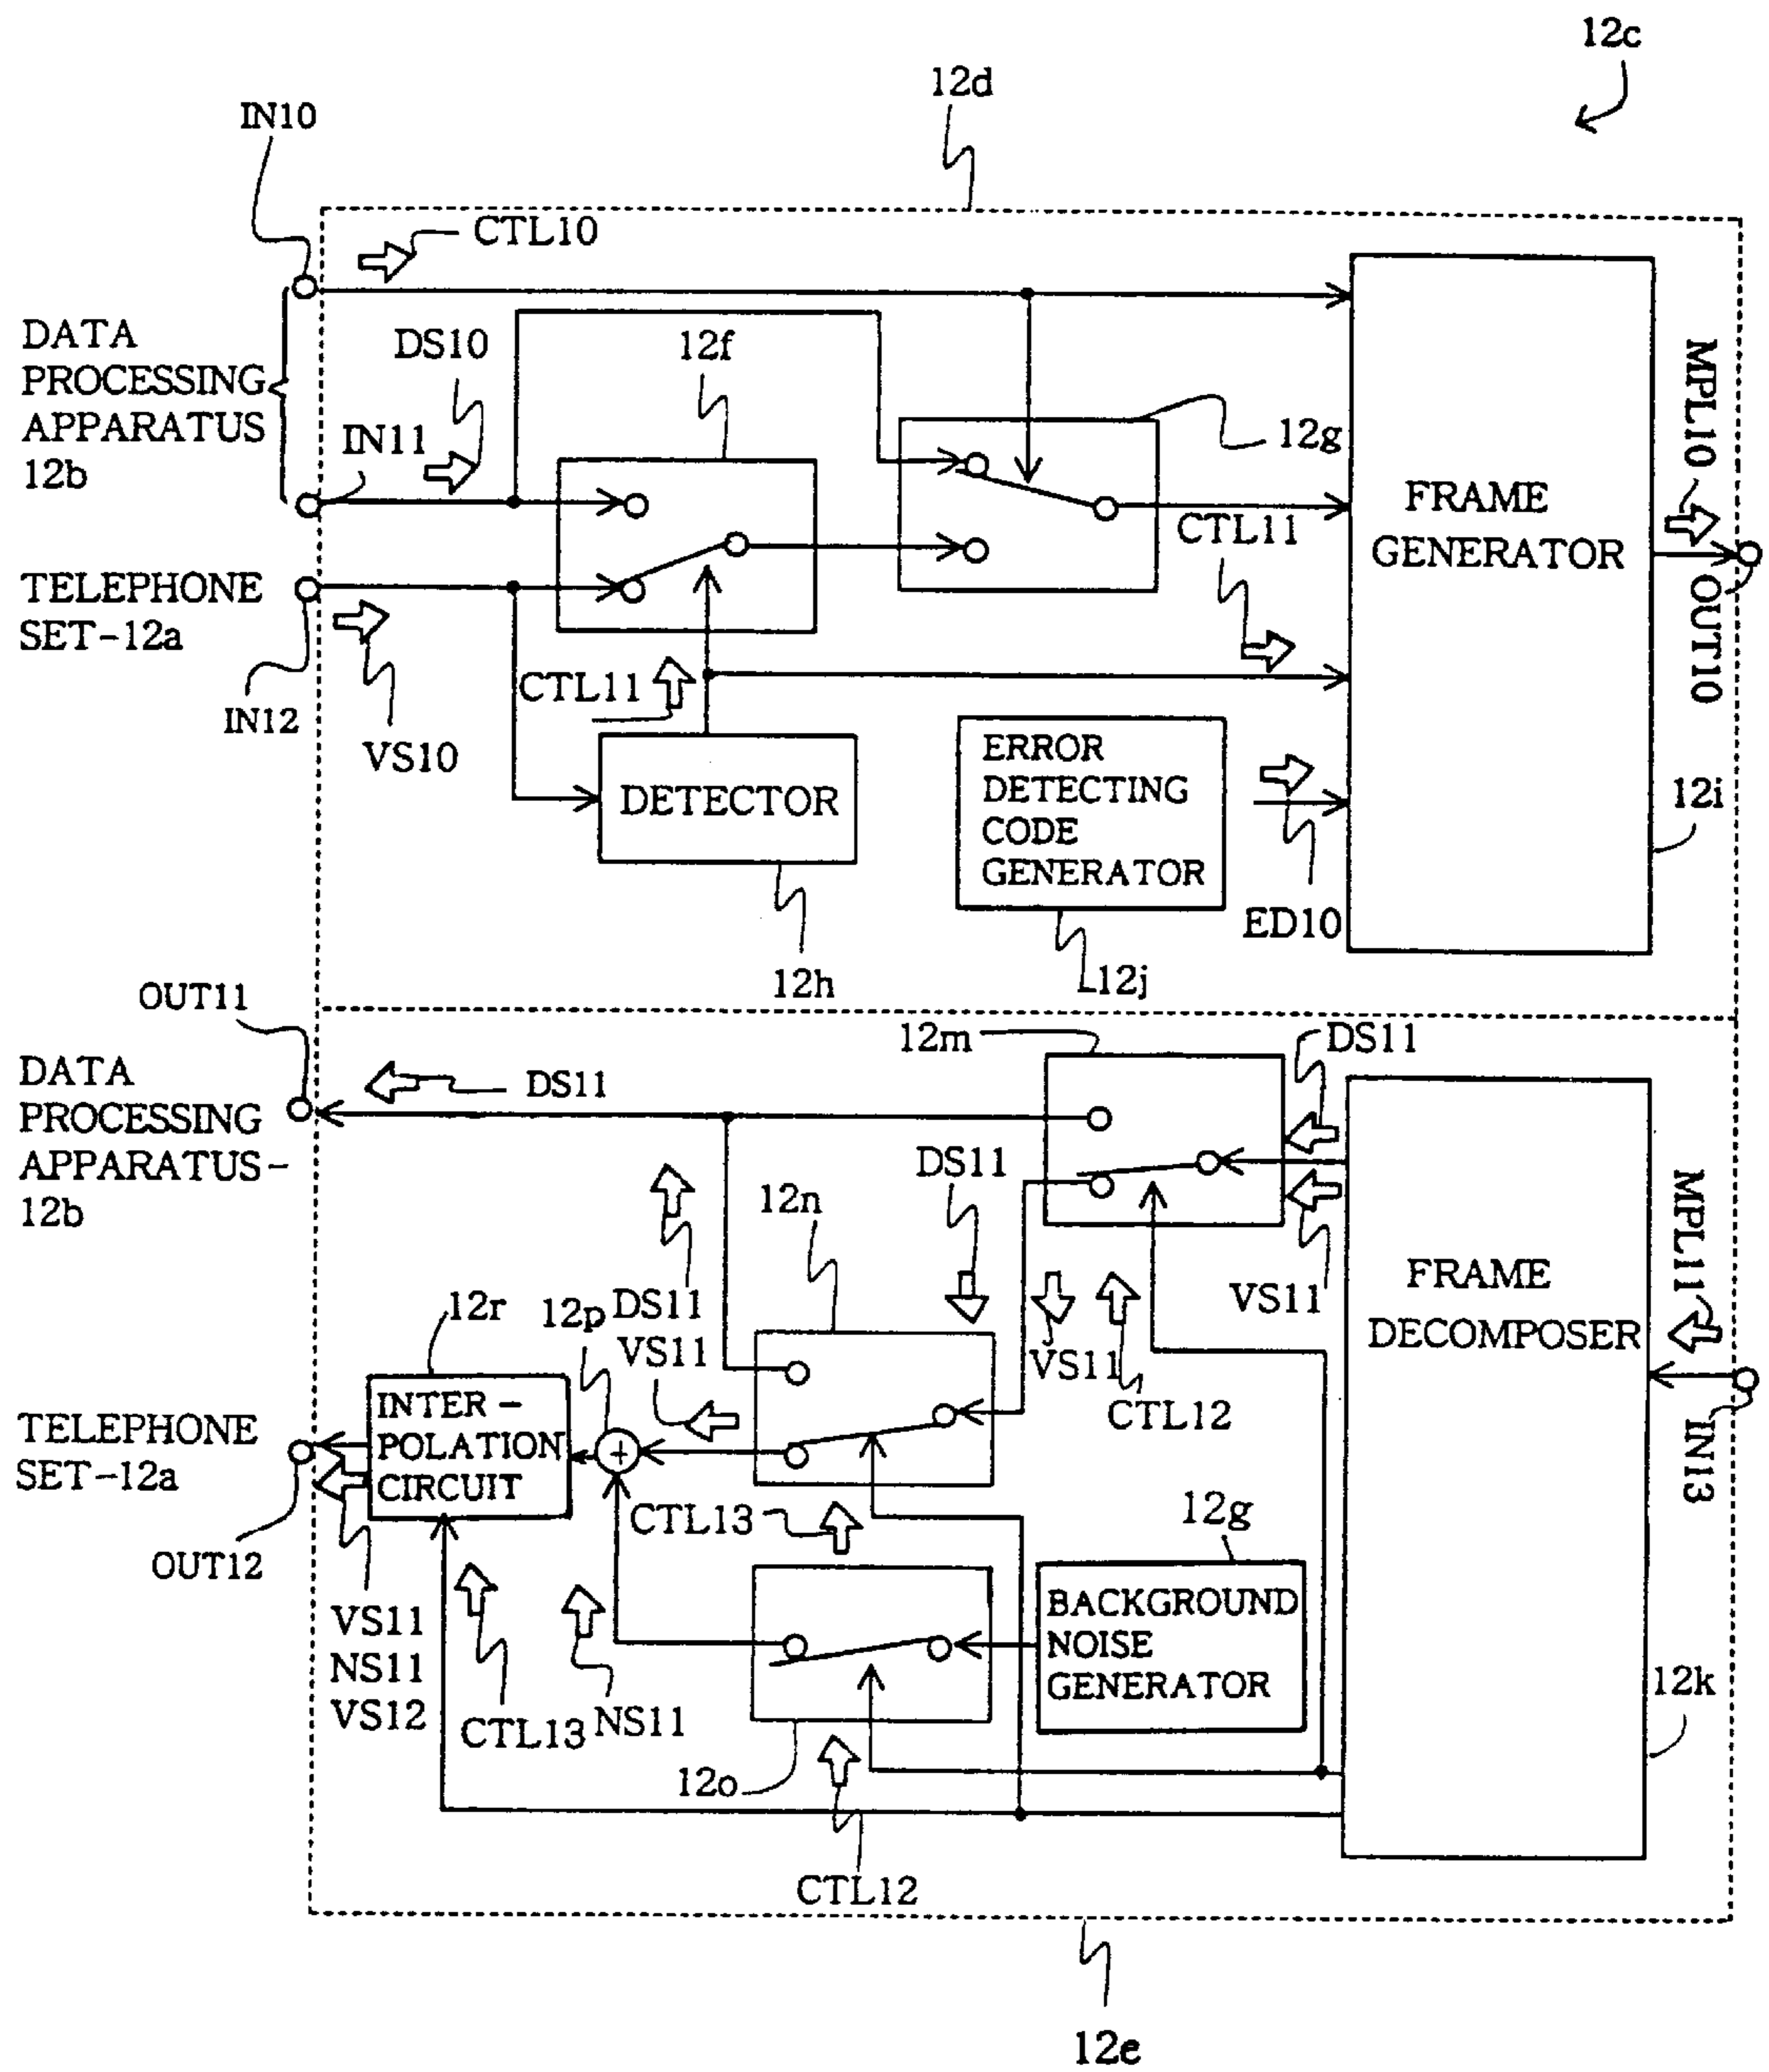 12c
12d
IN10
CTL10
DATA
PROCESSING
APPARATUS
12b
DS10
12f
IN11
12g
MPL10
FRAME
GENERATOR
CTL11
TELEPHONE
SET-12a
OUT10
CTL11
IN12
VS10
DETECTOR
ERROR
DETECTING
CODE
GENERATOR
12i
ED10
12h
12j
OUT11
12m
DS11
DATA
PROCESSING
APPARATUS-
12b
DS11
DS11
12n
MPL11
VS11
FRAME
DECOMPOSER
12r
12p
DS11
VS11
VS11
CTL12
INTER-
POLATION
CIRCUIT
+
TELEPHONE
SET-12a
IN13
CTL13
12g
OUT12
BACKGROUND
NOISE
GENERATOR
VS11
NS11
VS12
CTL13
NS11
12k
12o
CTL12
12e